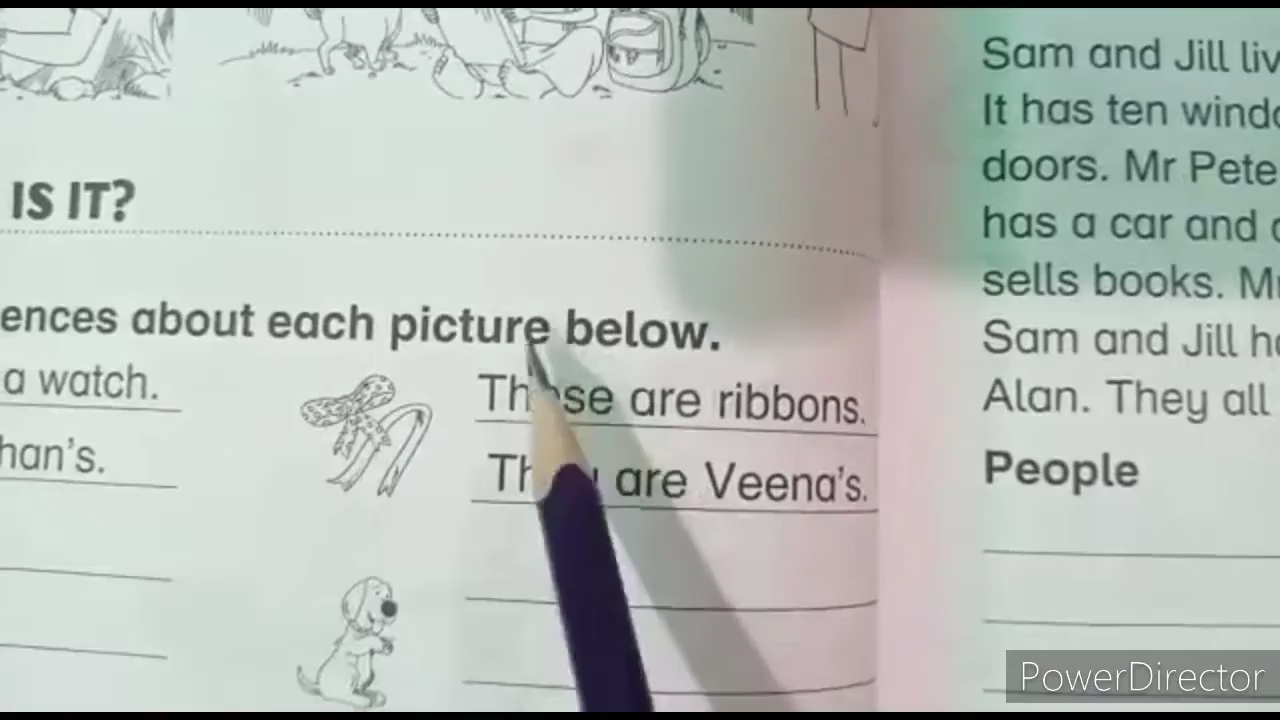 IS IT?
ences about each picture below.
a watch.
han's.
These are ribbons.
They are Veena's.
Sam and Jill liv
It has ten windo
doors. Mr Pete
has a car and
sells books. Mr
Sam and Jill ha
Alan. They all
People
PowerDirector